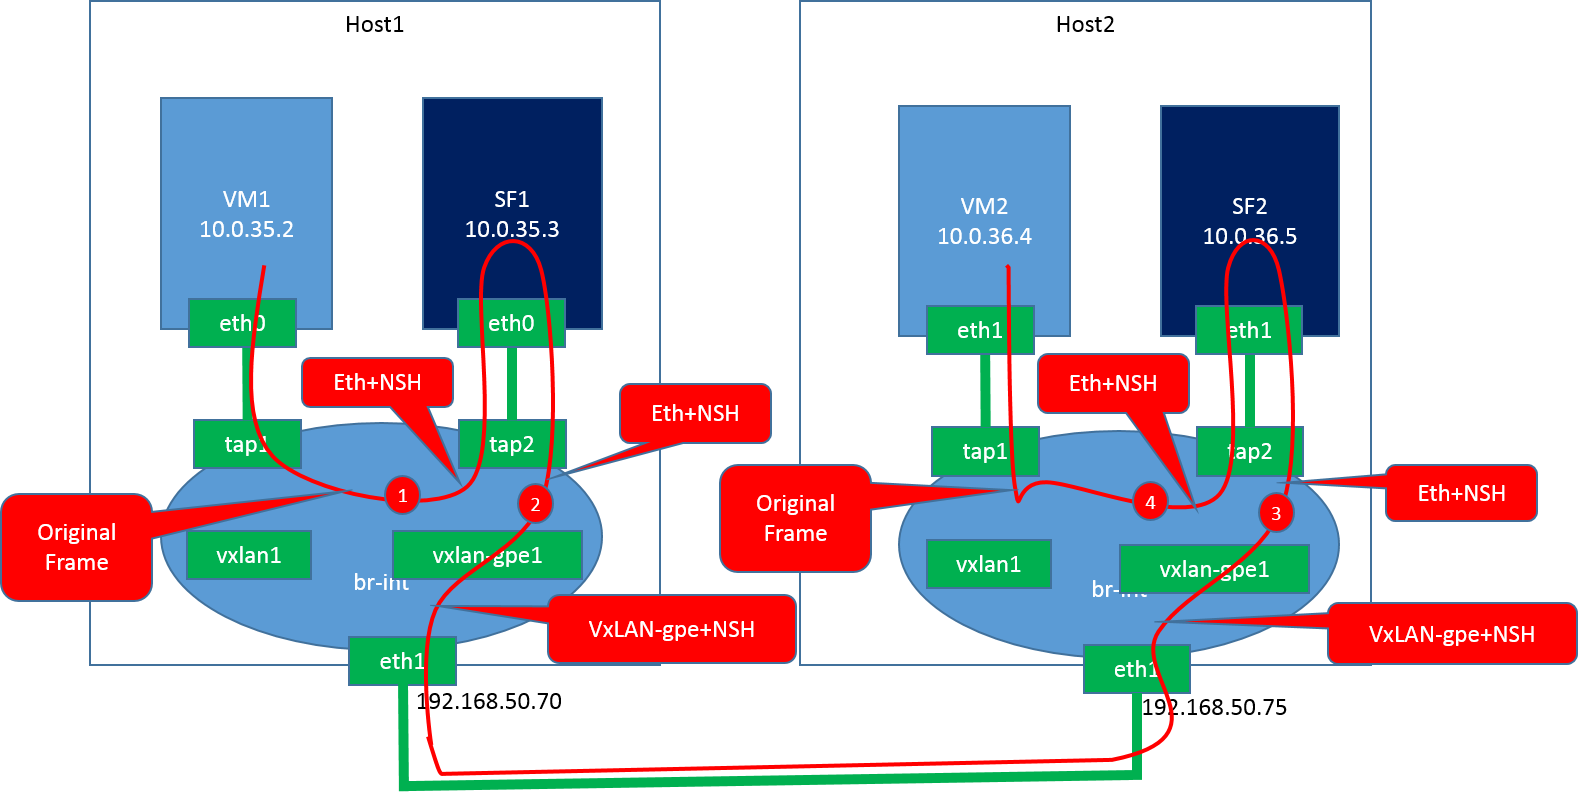 Host1
VM1
10.0.35.2
SF1
10.0.35.3
eth0
eth0
Eth+NSH
Eth+NSH
tap1
tap2
1
2
Original
Frame
vxlan1
vxlan-gpe1
br-int
VxLAN-gpe+NSH
eth1
192.168.50.70
Host2
VM2
10.0.36.4
SF2
10.0.36.5
eth1
eth1
Eth+NSH
tap1
tap2
Eth+NSH
Original
Frame
4
3
vxlan1
vxlan-gpe1
br-int
VxLAN-gpe+NSH
eth1
192.168.50.75